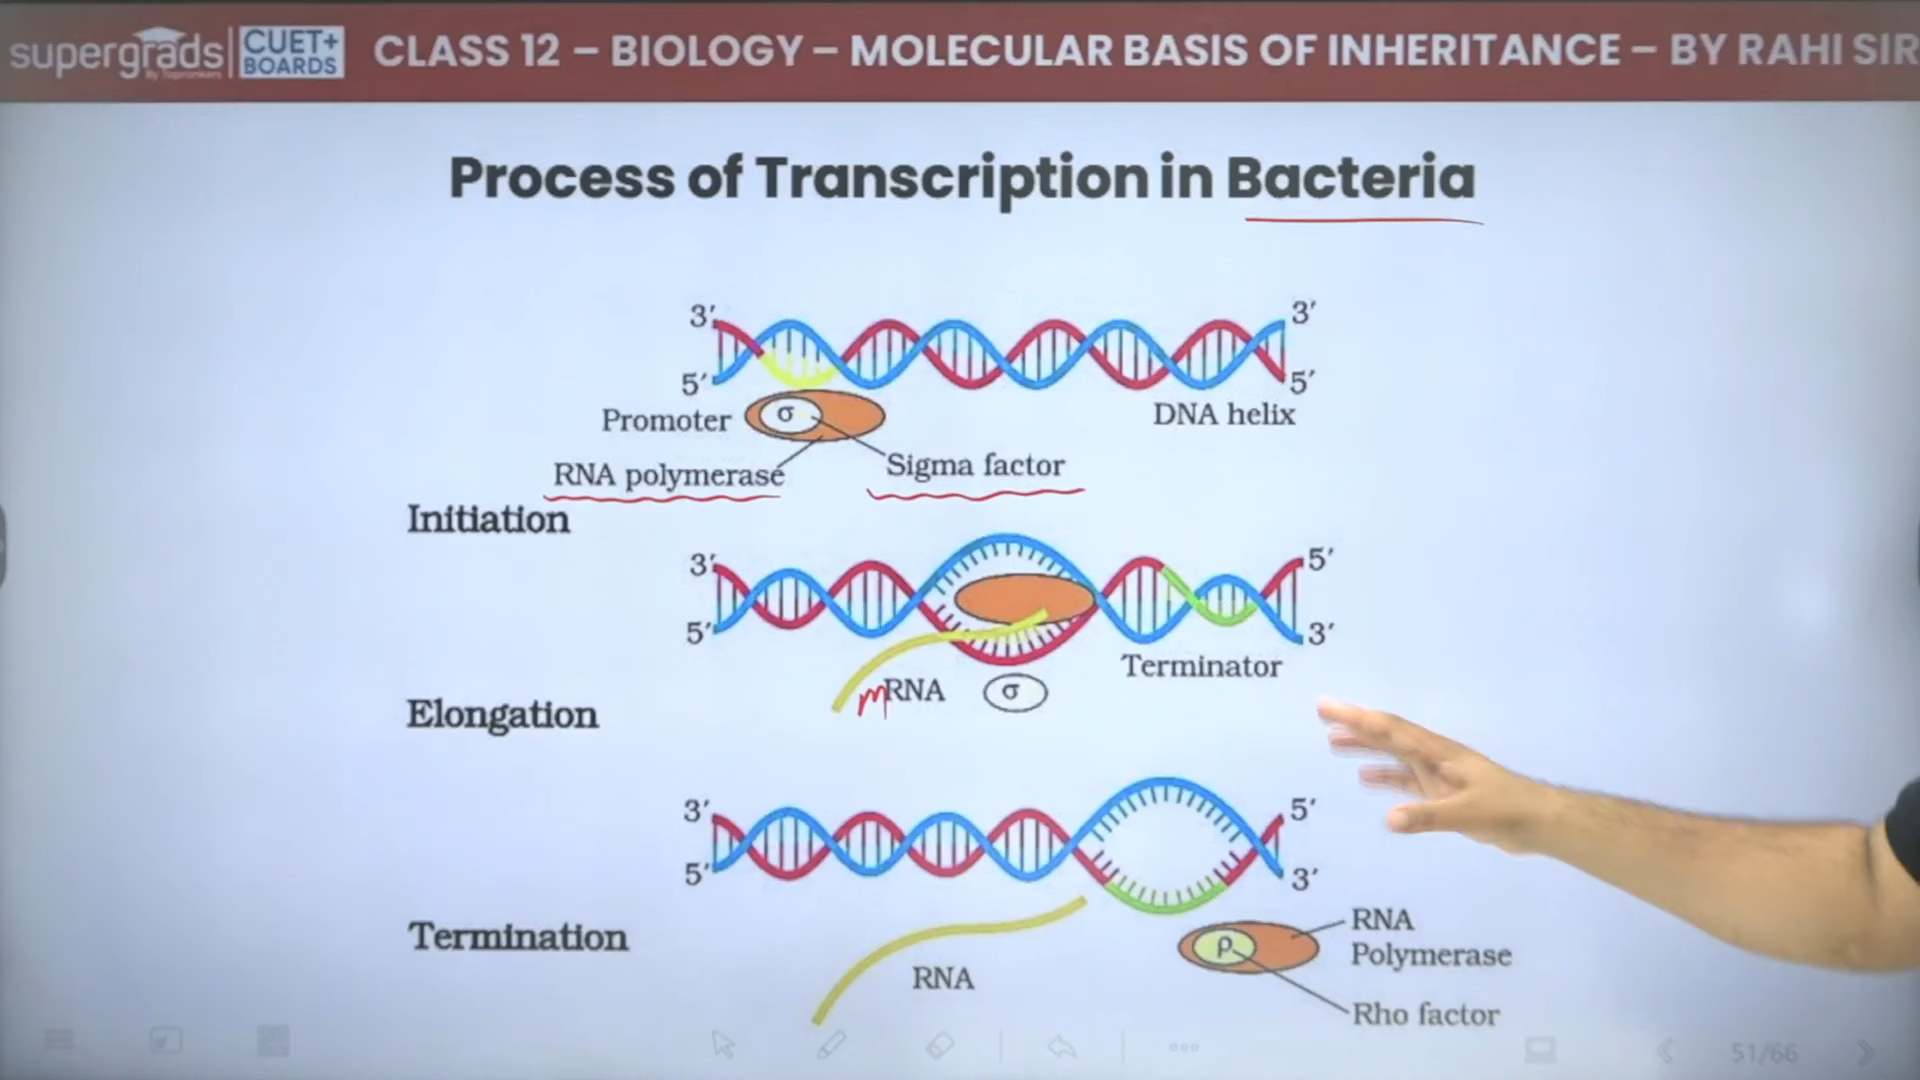 supergrads
By Toprankers
CUET+
BOARDS
CLASS 12 – BIOLOGY – MOLECULAR BASIS OF INHERITANCE – BY RAHI SIR
Process of Transcription in Bacteria
3′ 3′
5′ 5′
Promoter σ DNA helix
RNA polymerase Sigma factor
Initiation
3′ 5′
5′ 3′
Terminator
mRNA σ
Elongation
3′ 5′
5′ 3′
RNA
Polymerase
ρ
Termination
RNA
Rho factor
51/66